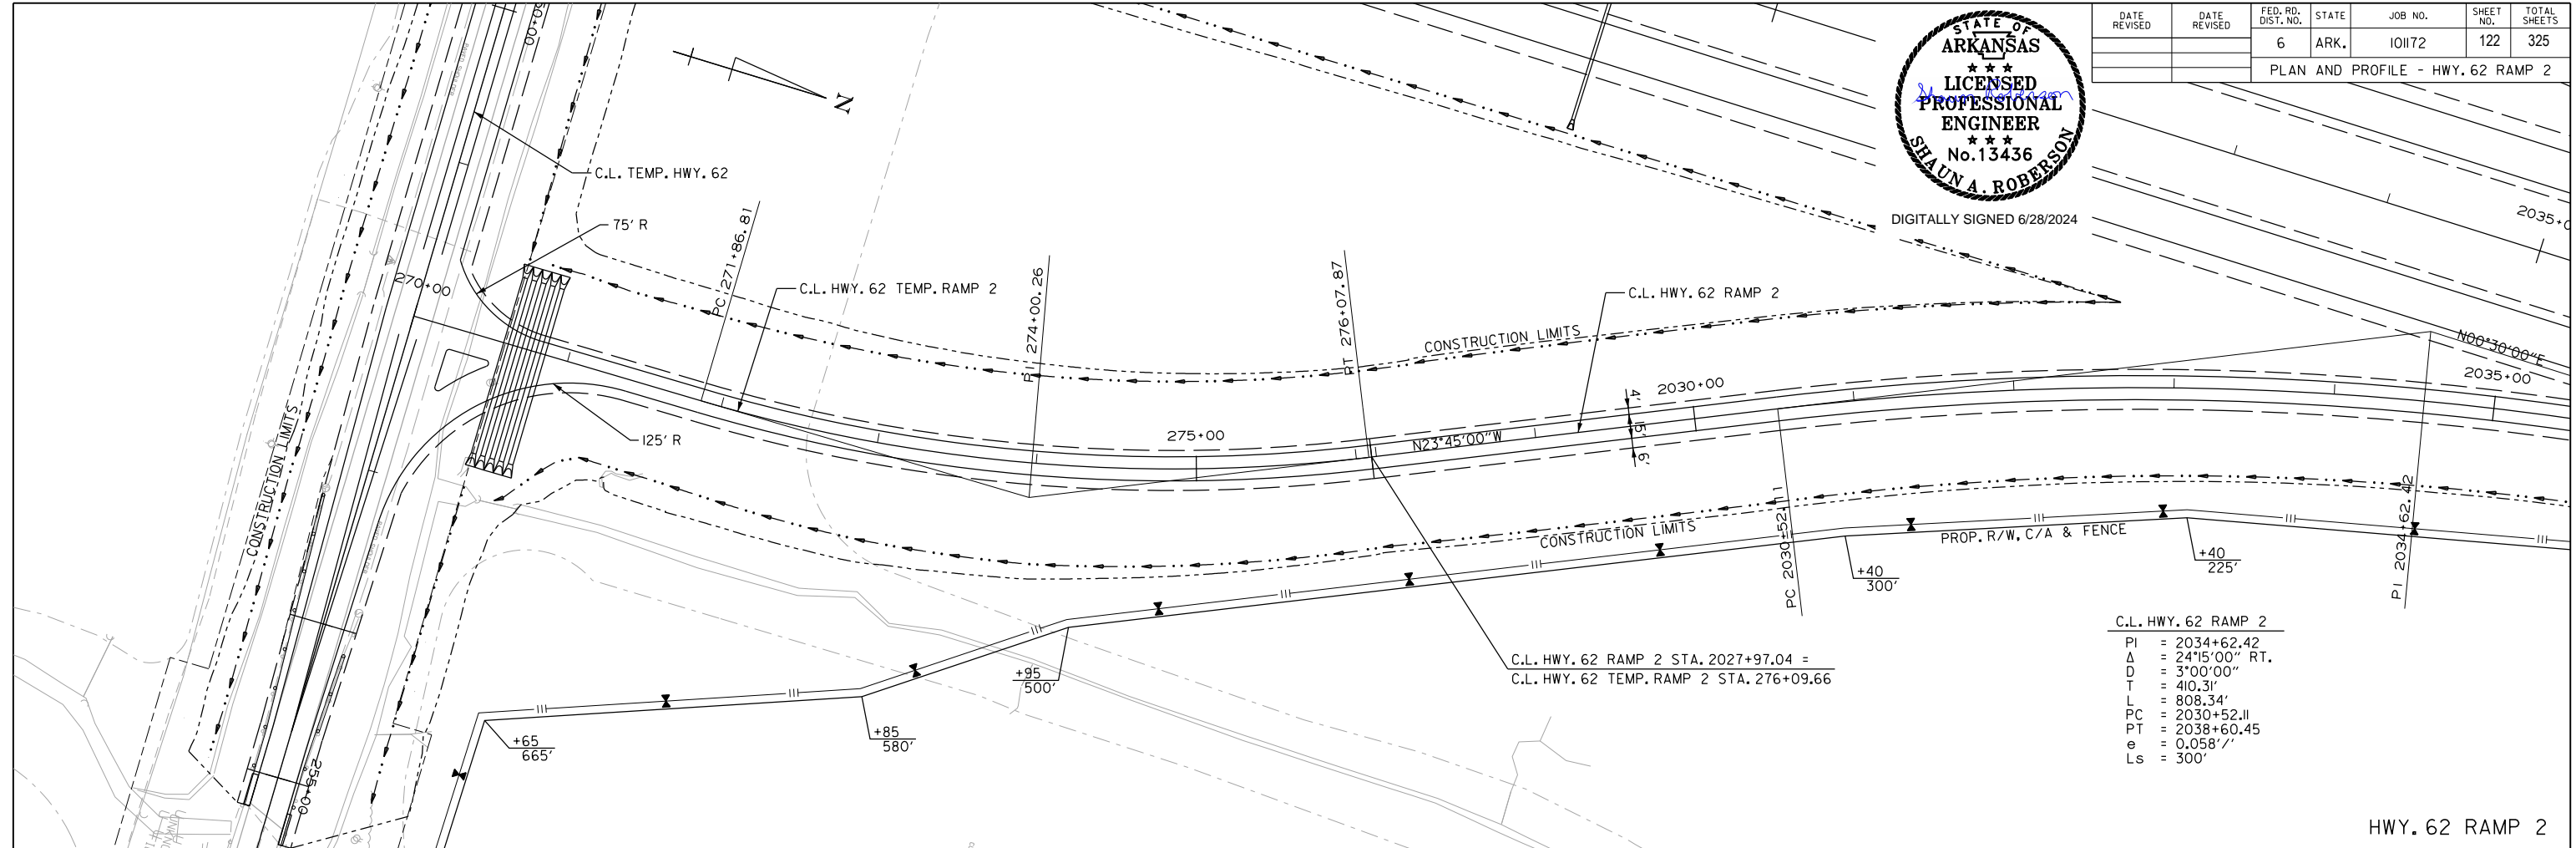 DATE REVISED
DATE REVISED
FED. RD. DIST. NO.
STATE
JOB NO.
SHEET NO.
TOTAL SHEETS
6
ARK.
101172
122
325
PLAN AND PROFILE - HWY. 62 RAMP 2
STATE OF
ARKANSAS
LICENSED
PROFESSIONAL
ENGINEER
No. 13436
SHAUN A. ROBERSON
Shaun Roberson
DIGITALLY SIGNED 6/28/2024
N
C.L. TEMP. HWY. 62
75' R
270+00
PC 271+86.81
C.L. HWY. 62 TEMP. RAMP 2
PI 274+00.26
PT 276+07.87
C.L. HWY. 62 RAMP 2
CONSTRUCTION LIMITS
N00°30'00"E
2035+00
2030+00
4'
15'
6'
N23°45'00"W
275+00
125' R
CONSTRUCTION LIMITS
CONSTRUCTION LIMITS
PROP. R/W, C/A & FENCE
PC 2030+52.11
PI 2034+62.42
+40
300'
+40
225'
+95
500'
+85
580'
+65
665'
255+00
C.L. HWY. 62 RAMP 2 STA. 2027+97.04 =
C.L. HWY. 62 TEMP. RAMP 2 STA. 276+09.66
C.L. HWY. 62 RAMP 2
PI = 2034+62.42
Δ = 24°15'00" RT.
D = 3°00'00"
T = 410.31'
L = 808.34'
PC = 2030+52.11
PT = 2038+60.45
e = 0.058'/'
Ls = 300'
HWY. 62 RAMP 2